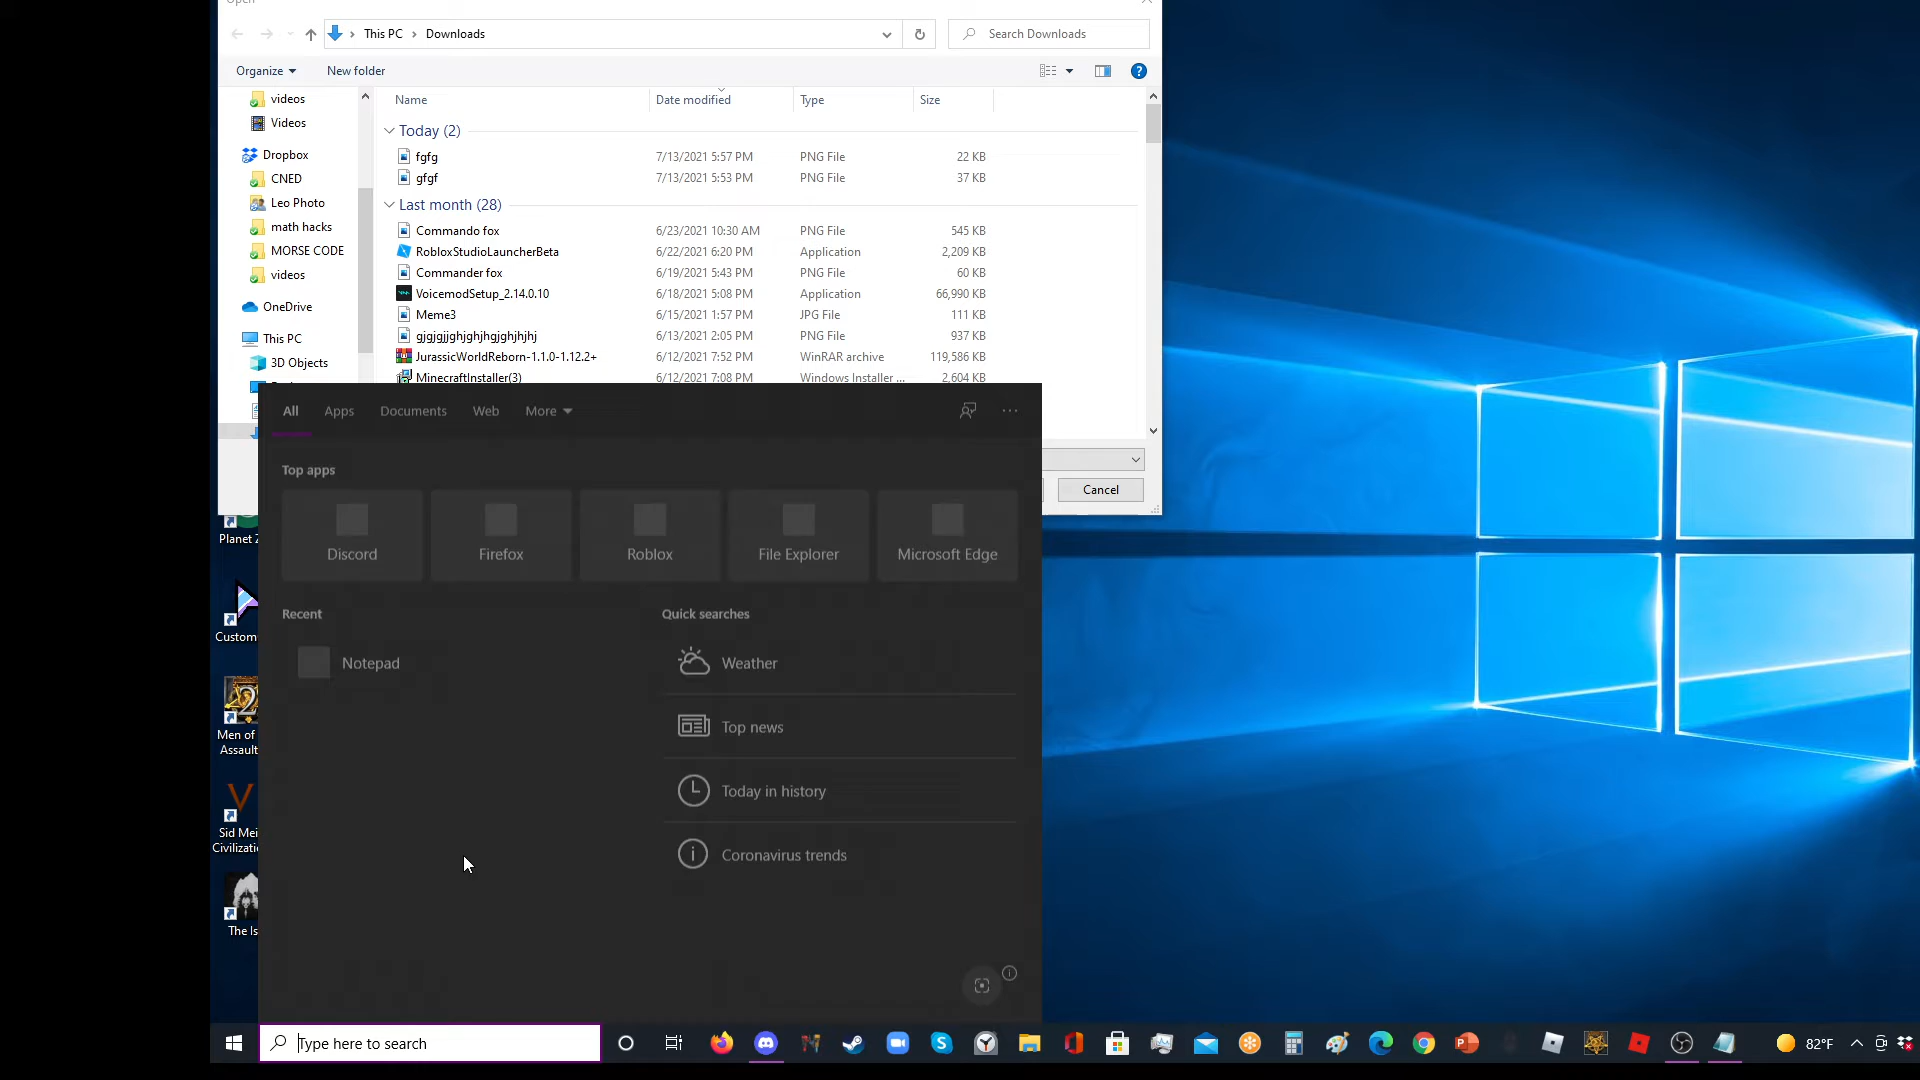 Open
This PC > Downloads
Search Downloads
Organize
New folder
Name
Date modified
Type
Size
videos
Videos
Dropbox
CNED
Leo Photo
math hacks
MORSE CODE
videos
OneDrive
This PC
3D Objects
Today (2)
fgfg 7/13/2021 5:57 PM PNG File 22 KB
gfgf 7/13/2021 5:53 PM PNG File 37 KB
Last month (28)
Commando fox 6/23/2021 10:30 AM PNG File 545 KB
RobloxStudioLauncherBeta 6/22/2021 6:20 PM Application 2,209 KB
Commander fox 6/19/2021 5:43 PM PNG File 60 KB
VoicemodSetup_2.14.0.10 6/18/2021 5:08 PM Application 66,990 KB
Meme3 6/15/2021 1:57 PM JPG File 111 KB
gjgjgjjghjghjhgjghjhjhj 6/13/2021 2:05 PM PNG File 937 KB
JurassicWorldReborn-1.1.0-1.12.2+ 6/12/2021 7:52 PM WinRAR archive 119,586 KB
MinecraftInstaller(3) 6/12/2021 7:08 PM Windows Installer ... 2,604 KB
Cancel
All
Apps
Documents
Web
More
Top apps
Discord
Firefox
Roblox
File Explorer
Microsoft Edge
Recent
Notepad
Quick searches
Weather
Top news
Today in history
Coronavirus trends
Planet Z
Custom
Men of
Assault
Sid Mei
Civilizatio
The Is
Type here to search
82°F